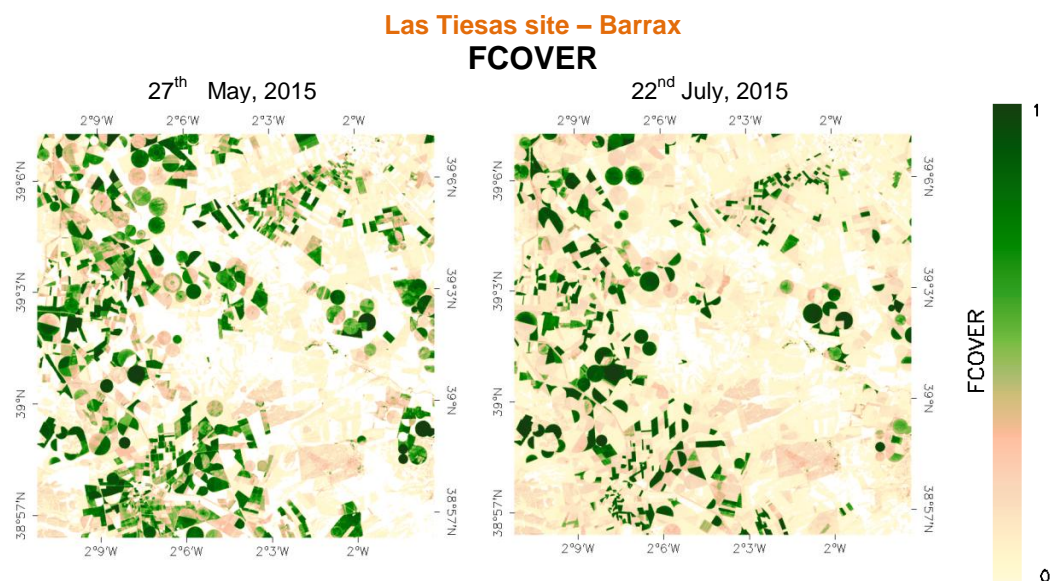 Las Tiesas site – Barrax
FCOVER
27th May, 2015
22nd July, 2015
2°9'W 2°6'W 2°3'W 2°W
2°9'W 2°6'W 2°3'W 2°W
39°6'N
39°3'N
39°N
38°57'N
39°6'N
39°3'N
39°N
38°57'N
39°6'N
39°3'N
39°N
38°57'N
39°6'N
39°3'N
39°N
38°57'N
2°9'W 2°6'W 2°3'W 2°W
2°9'W 2°6'W 2°3'W 2°W
1
FCOVER
0